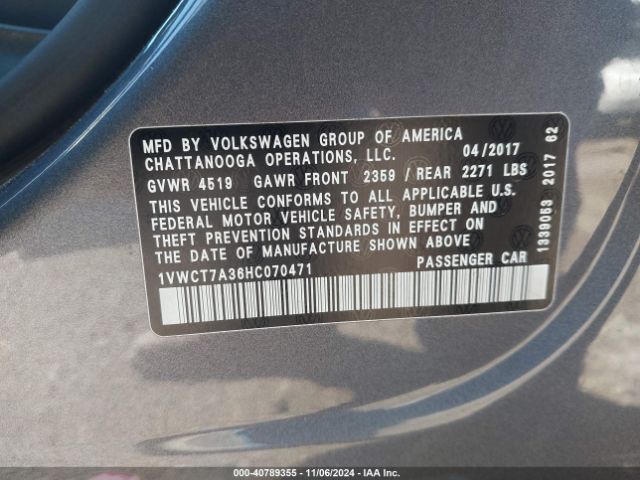 MFD BY VOLKSWAGEN GROUP OF AMERICA
CHATTANOOGA OPERATIONS, LLC. 04/2017
GVWR 4519 GAWR FRONT 2359 / REAR 2271 LBS
THIS VEHICLE CONFORMS TO ALL APPLICABLE U.S.
FEDERAL MOTOR VEHICLE SAFETY, BUMPER AND
THEFT PREVENTION STANDARDS IN EFFECT ON
THE DATE OF MANUFACTURE SHOWN ABOVE
1VWCT7A36HC070471 PASSENGER CAR
1339053 2017 62
000-40789355 - 11/06/2024 - IAA Inc.